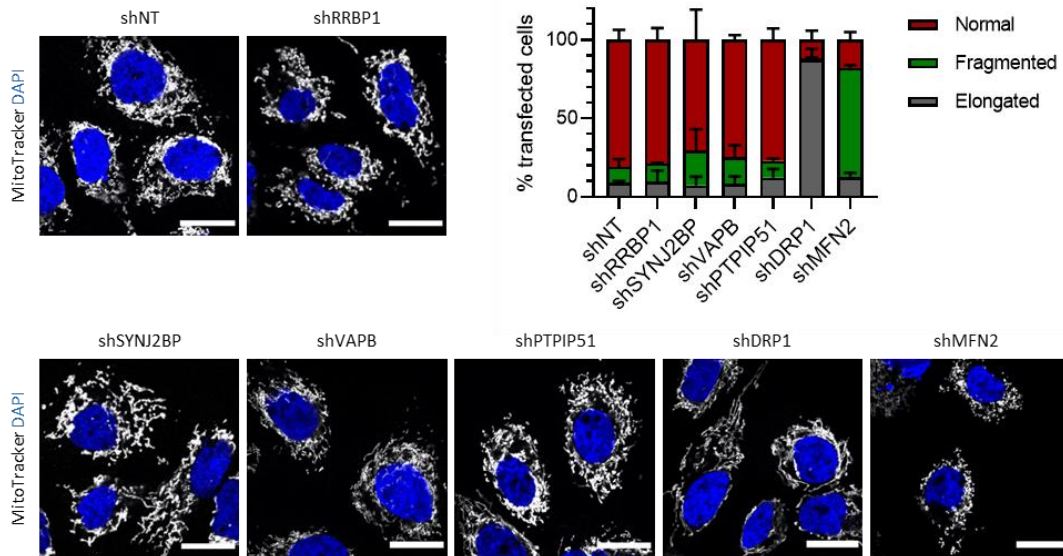 shNT
shRRBP1
MitoTracker DAPI
% transfected cells
100
50
0
shNT
shRRBP1
shSYNJ2BP
shVAPB
shPTPIP51
shDRP1
shMFN2
Normal
Fragmented
Elongated
shSYNJ2BP
shVAPB
shPTPIP51
shDRP1
shMFN2
MitoTracker DAPI